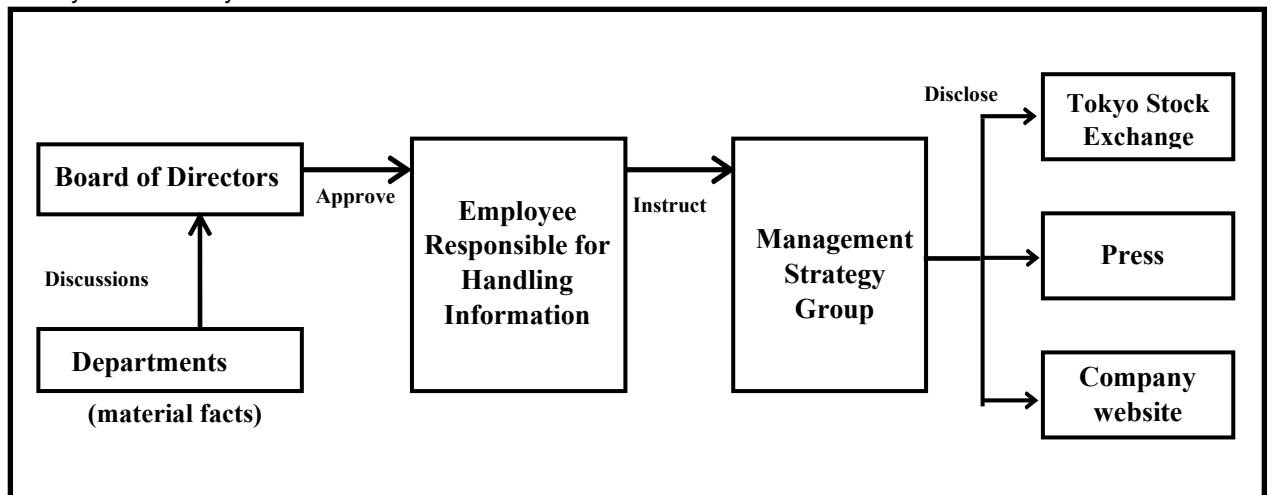 Board of Directors
Approve
Discussions
Departments
(material facts)
Employee
Responsible for
Handling
Information
Instruct
Management
Strategy
Group
Disclose
Tokyo Stock
Exchange
Press
Company
website